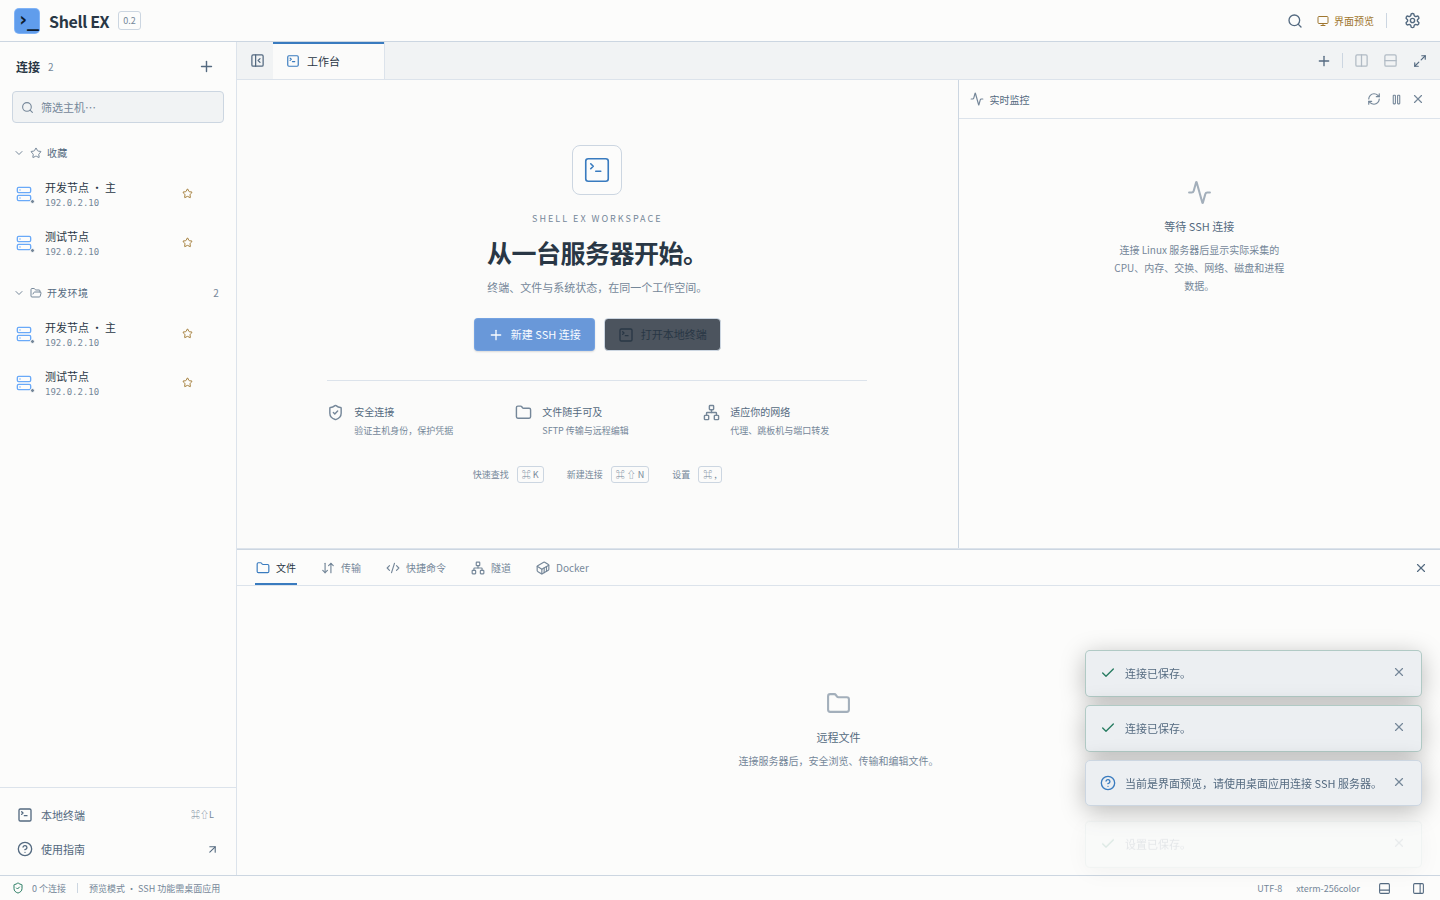 Shell EX 0.2
界面预览
连接 2
筛选主机…
收藏
开发节点 · 主
192.0.2.10
测试节点
192.0.2.10
开发环境 2
开发节点 · 主
192.0.2.10
测试节点
192.0.2.10
本地终端 ⌘⇧L
使用指南
工作台
SHELL EX WORKSPACE
从一台服务器开始。
终端、文件与系统状态，在同一个工作空间。
新建 SSH 连接 打开本地终端
安全连接
验证主机身份，保护凭据
文件随手可及
SFTP 传输与远程编辑
适应你的网络
代理、跳板机与端口转发
快速查找 ⌘K 新建连接 ⌘⇧N 设置 ⌘,
实时监控
等待 SSH 连接
连接 Linux 服务器后显示实际采集的
CPU、内存、交换、网络、磁盘和进程
数据。
文件 传输 快捷命令 隧道 Docker
远程文件
连接服务器后，安全浏览、传输和编辑文件。
连接已保存。
连接已保存。
当前是界面预览，请使用桌面应用连接 SSH 服务器。
设置已保存。
0 个连接 预览模式 · SSH 功能需桌面应用
UTF-8 xterm-256color